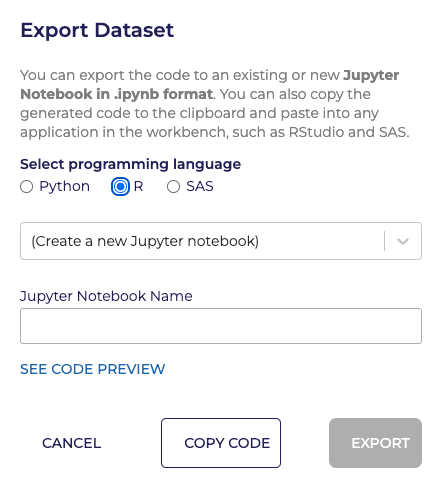 Export Dataset
You can export the code to an existing or new Jupyter
Notebook in .ipynb format. You can also copy the
generated code to the clipboard and paste into any
application in the workbench, such as RStudio and SAS.
Select programming language
Python R SAS
(Create a new Jupyter notebook)
Jupyter Notebook Name
SEE CODE PREVIEW
CANCEL COPY CODE EXPORT